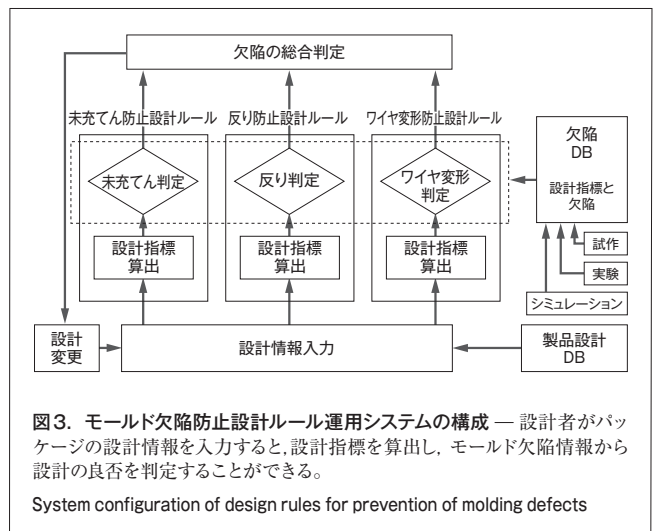 欠陥の総合判定
未充てん防止設計ルール
反り防止設計ルール
ワイヤ変形防止設計ルール
未充てん判定
反り判定
ワイヤ変形
判定
欠陥
DB
設計指標と
欠陥
設計指標
算出
設計指標
算出
設計指標
算出
試作
実験
シミュレーション
設計
変更
設計情報入力
製品設計
DB
図3. モールド欠陥防止設計ルール運用システムの構成 — 設計者がパッ
ケージの設計情報を入力すると,設計指標を算出し, モールド欠陥情報から
設計の良否を判定することができる。
System configuration of design rules for prevention of molding defects